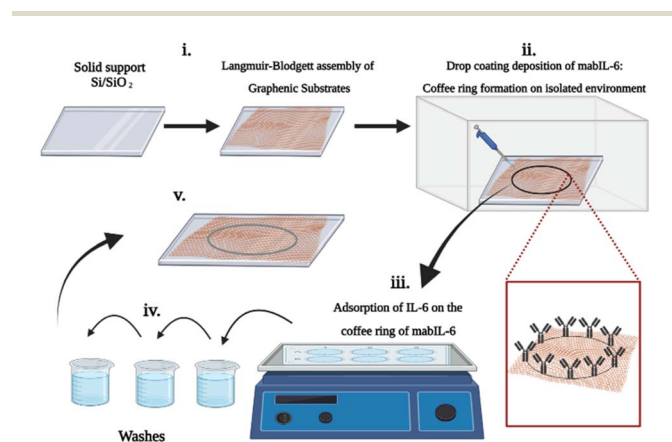 i.
Solid support
Si/SiO₂
Langmuir-Blodgett assembly of
Graphenic Substrates
ii.
Drop coating deposition of mabIL-6:
Coffee ring formation on isolated environment
iii.
Adsorption of IL-6 on the
coffee ring of mabIL-6
iv.
Washes
v.